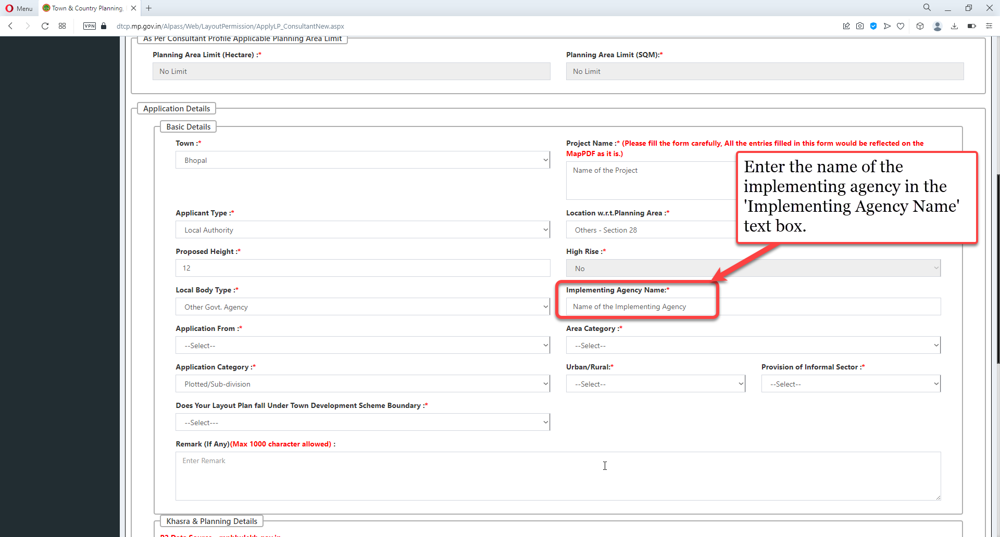 Menu
Town & Country Planning,
VPN
dtcp.mp.gov.in/Alpass/Web/LayoutPermission/ApplyLP_ConsultantNew.aspx
As Per Consultant Profile Applicable Planning Area Limit
Planning Area Limit (Hectare) :*
Planning Area Limit (SQM):*
No Limit
No Limit
Application Details
Basic Details
Town :*
Bhopal
Project Name :* (Please fill the form carefully, All the entries filled in this form would be reflected on the
MapPDF as it is.)
Name of the Project
Enter the name of the
implementing agency in the
'Implementing Agency Name'
text box.
Applicant Type :*
Local Authority
Location w.r.t.Planning Area :*
Others - Section 28
Proposed Height :*
12
High Rise :*
No
Local Body Type :*
Other Govt. Agency
Implementing Agency Name:*
Name of the Implementing Agency
Application From :*
--Select--
Area Category :*
--Select--
Application Category :*
Plotted/Sub-division
Urban/Rural:*
--Select--
Provision of Informal Sector :*
--Select--
Does Your Layout Plan fall Under Town Development Scheme Boundary :*
--Select---
Remark (If Any)(Max 1000 character allowed) :
Enter Remark
Khasra & Planning Details